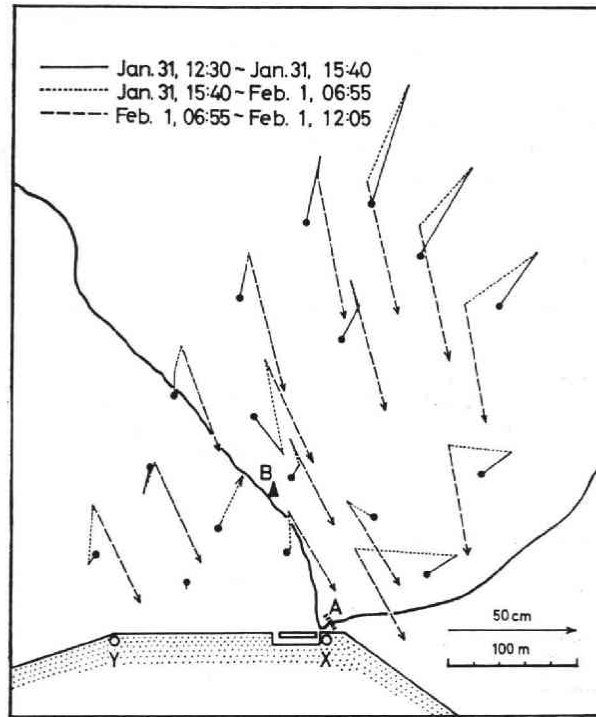 Jan. 31, 12:30 ~ Jan. 31, 15:40
Jan. 31, 15:40 ~ Feb. 1, 06:55
Feb. 1, 06:55 ~ Feb. 1, 12:05
B
A
50 cm
100 m
Y
X